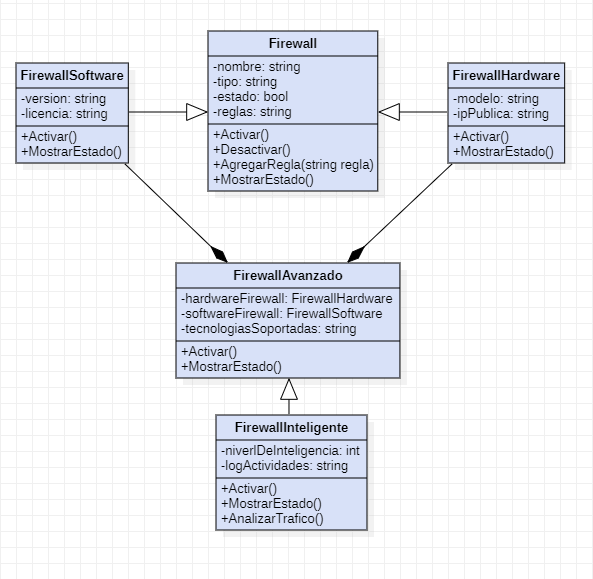 Firewall
-nombre: string
-tipo: string
-estado: bool
-reglas: string
+Activar()
+Desactivar()
+AgregarRegla(string regla)
+MostrarEstado()
FirewallSoftware
-version: string
-licencia: string
+Activar()
+MostrarEstado()
FirewallHardware
-modelo: string
-ipPublica: string
+Activar()
+MostrarEstado()
FirewallAvanzado
-hardwareFirewall: FirewallHardware
-softwareFirewall: FirewallSoftware
-tecnologiasSoportadas: string
+Activar()
+MostrarEstado()
FirewallInteligente
-niverlDeInteligencia: int
-logActividades: string
+Activar()
+MostrarEstado()
+AnalizarTrafico()